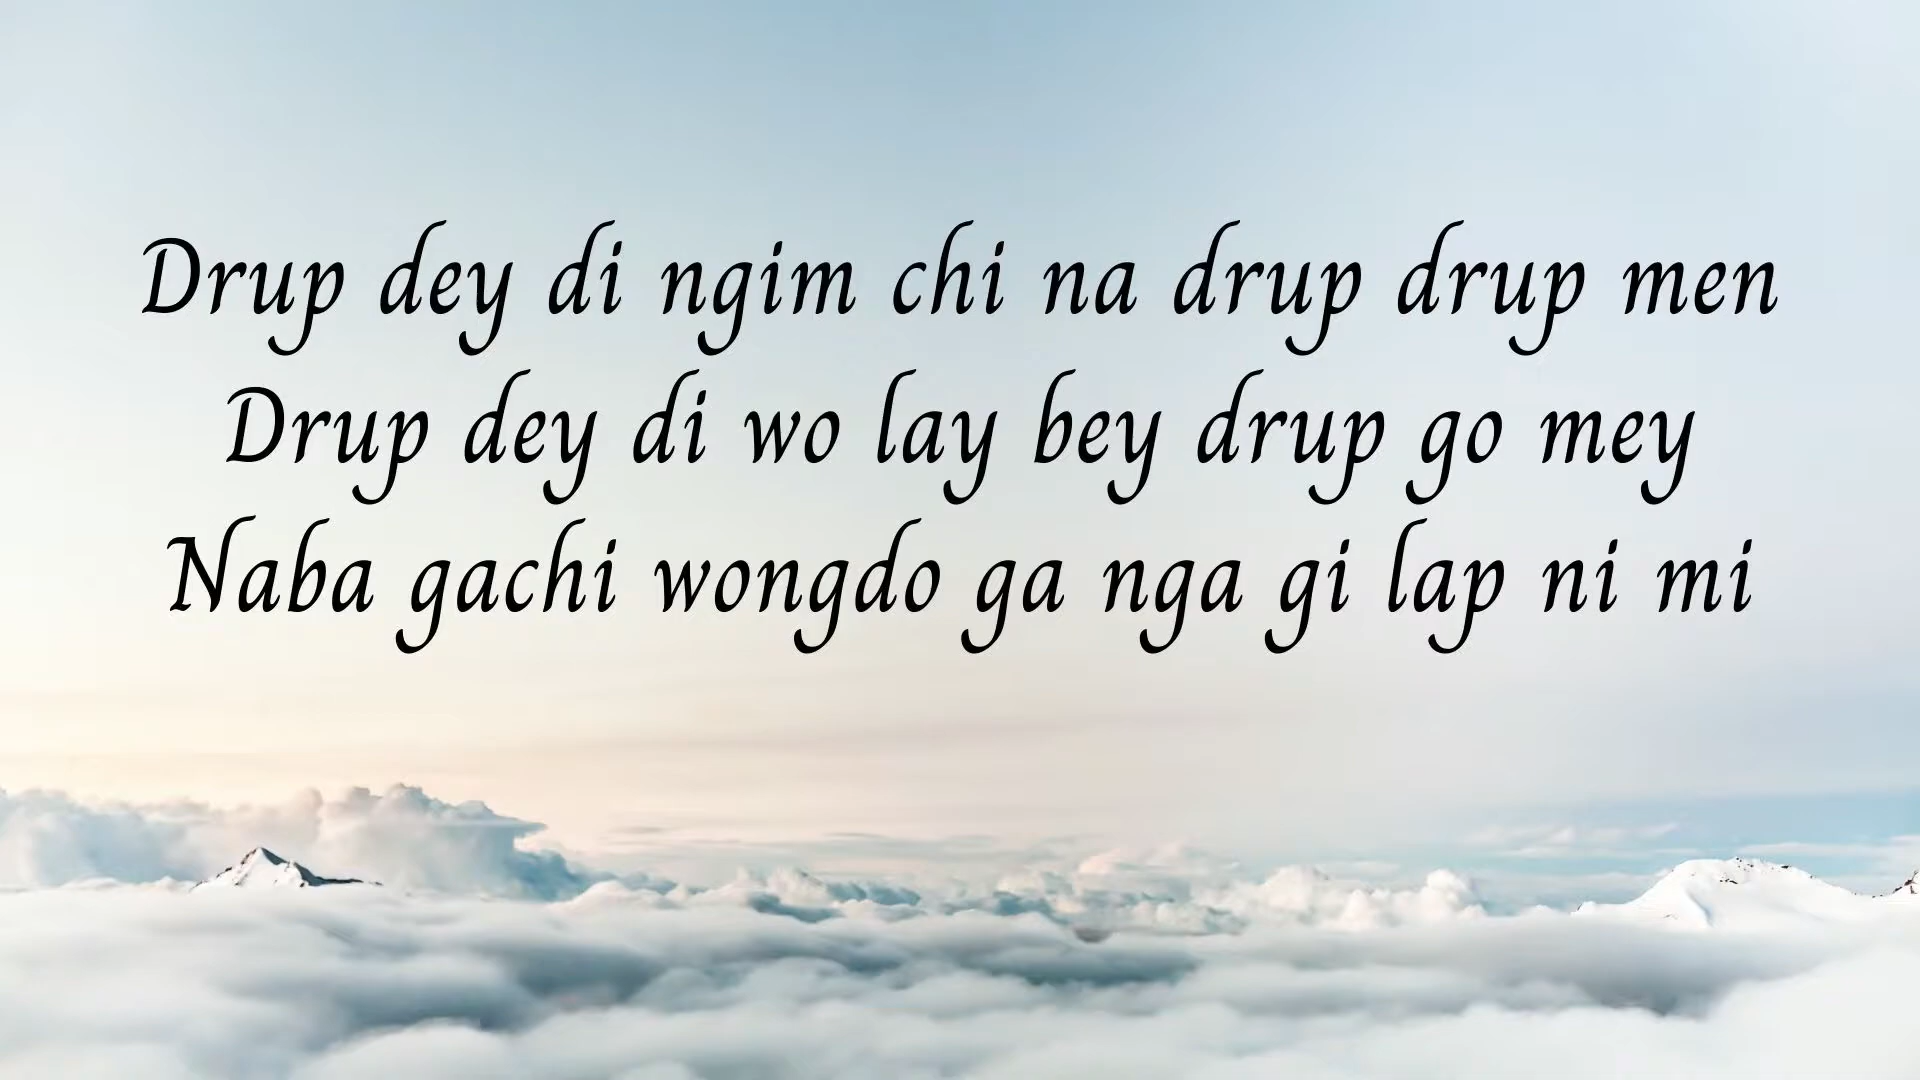 Drup dey di ngim chi na drup drup men
Drup dey di wo lay bey drup go mey
Naba gachi wongdo ga nga gi lap ni mi